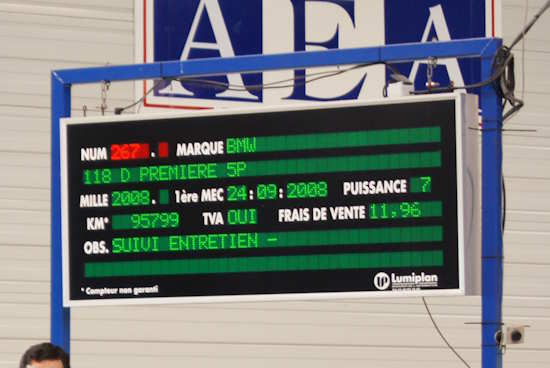 AEA
NUM 267 . MARQUE BMW
118 D PREMIERE 5P
MILLE 2008 . 1ère MEC 24:09:2008 PUISSANCE 7
KM* 95799 TVA OUI FRAIS DE VENTE 11,96
OBS. SUIVI ENTRETIEN -
* Compteur non garanti
Lumiplan